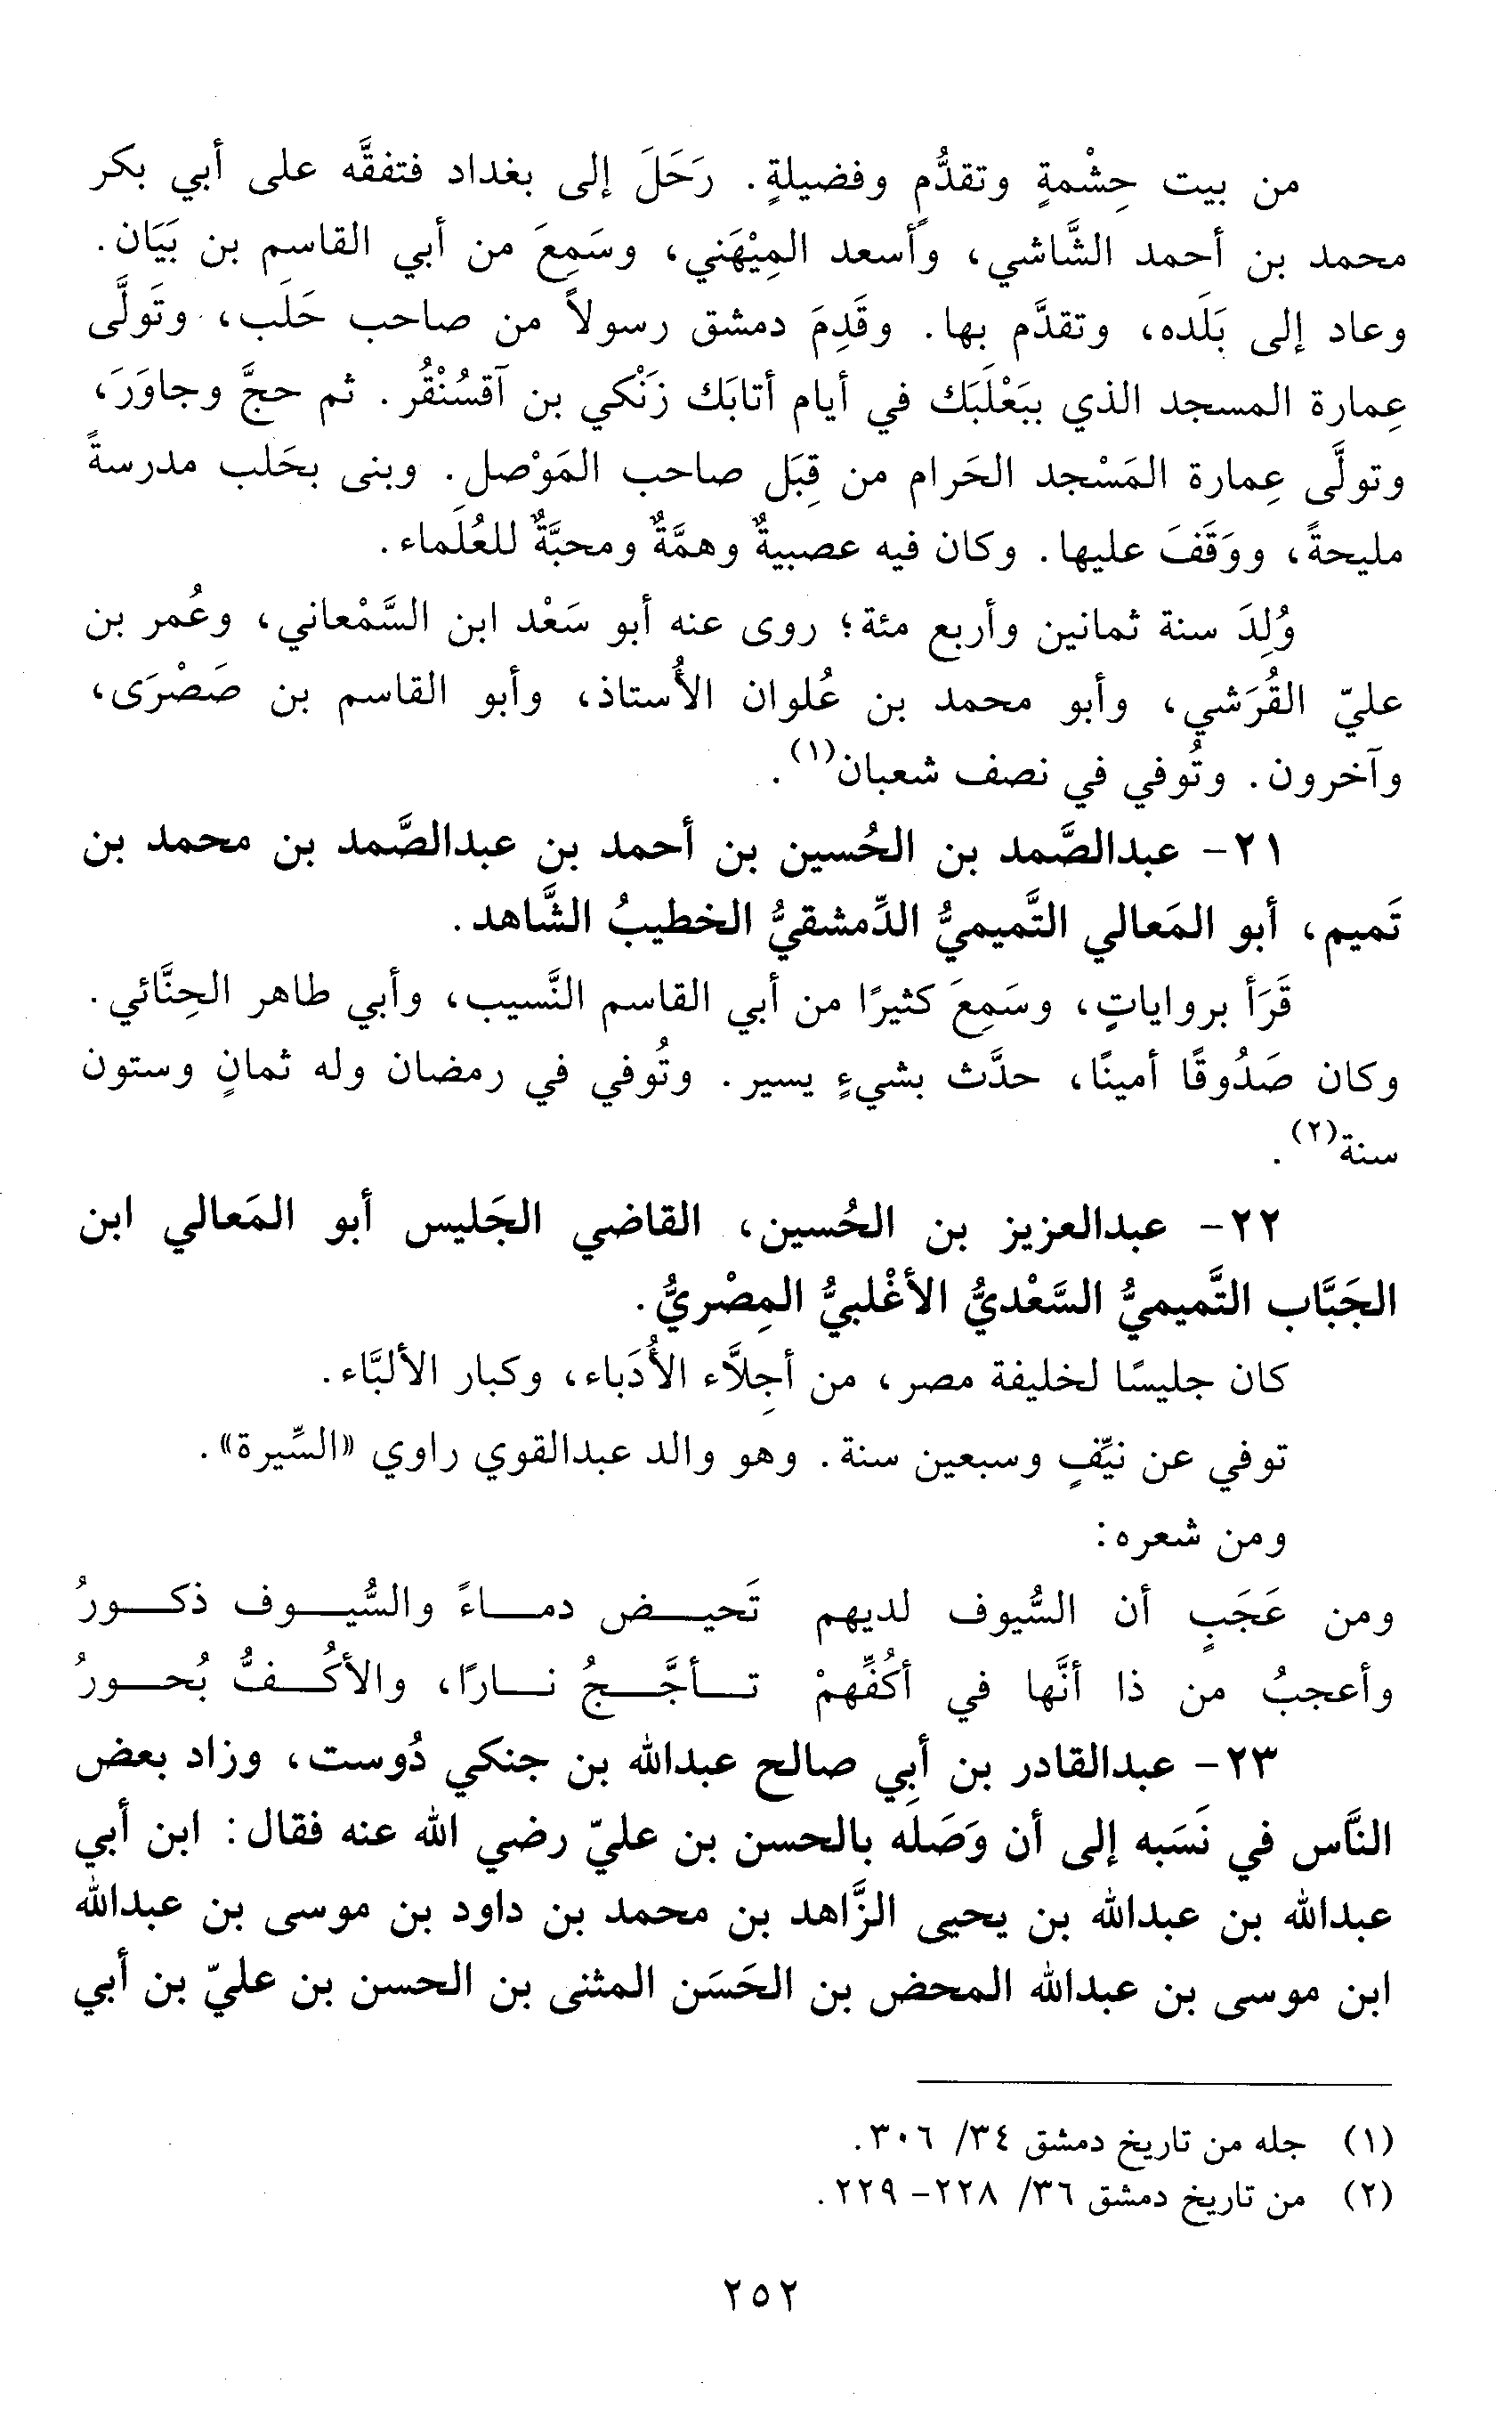 من بيت حِشْمةٍ وتقدُّمٍ وفضيلةٍ. رَحَلَ إلى بغداد فتفقَّه على أبي بكر
محمد بن أحمد الشَّاشي، وأسعد المِيْهَني، وسَمِعَ من أبي القاسم بن بَيَان.
وعاد إلى بَلَده، وتقدَّم بها. وقَدِمَ دمشق رسولاً من صاحب حَلَب، وتَولَّى
عِمارة المسجد الذي ببَعْلَبَك في أيام أتابَك زَنْكي بن آقسُنْقُر. ثم حجَّ وجاوَرَ،
وتولَّى عِمارة المَسْجد الحَرام من قِبَل صاحب المَوْصل. وبنى بحَلب مدرسةً
مليحةً، ووَقَفَ عليها. وكان فيه عصبيةٌ وهمَّةٌ ومحبَّةٌ للعُلَماء.
وُلِدَ سنة ثمانين وأربع مئة؛ روى عنه أبو سَعْد ابن السَّمْعاني، وعُمر بن
عليّ القُرَشي، وأبو محمد بن عُلوان الأُستاذ، وأبو القاسم بن صَصْرَى،
وآخرون. وتُوفي في نصف شعبان(١).
٢١- عبدالصَّمد بن الحُسين بن أحمد بن عبدالصَّمد بن محمد بن
تَميم، أبو المَعالي التَّميميُّ الدِّمشقيُّ الخطيبُ الشَّاهد.
قَرَأ برواياتٍ، وسَمِعَ كثيرًا من أبي القاسم النَّسيب، وأبي طاهر الحِنَّائي.
وكان صَدُوقًا أمينًا، حدَّث بشيءٍ يسير. وتُوفي في رمضان وله ثمانٍ وستون
سنة(٢).
٢٢- عبدالعزيز بن الحُسين، القاضي الجَليس أبو المَعالي ابن
الجَبَّاب التَّميميُّ السَّعْديُّ الأغْلبيُّ المِصْريُّ.
كان جليسًا لخليفة مصر، من أجِلاَّء الأُدَباء، وكبار الألبَّاء.
توفي عن نيِّفٍ وسبعين سنة. وهو والد عبدالقوي راوي «السِّيرة».
ومن شعره:
ومن عَجَبٍ أن السُّيوف لديهم تَحيـض دمـاءً والسُّيـوف ذكـورُ
وأعجبُ من ذا أنَّها في أكُفِّهمْ تـأجَّـجُ نـارًا، والأكُـفُّ بُحـورُ
٢٣- عبدالقادر بن أبي صالح عبدالله بن جنكي دُوست، وزاد بعض
النَّاس في نَسَبه إلى أن وَصَله بالحسن بن عليّ رضي الله عنه فقال: ابن أبي
عبدالله بن عبدالله بن يحيى الزَّاهد بن محمد بن داود بن موسى بن عبدالله
ابن موسى بن عبدالله المحض بن الحَسَن المثنى بن الحسن بن عليّ بن أبي
(١) جله من تاريخ دمشق ٣٤/ ٣٠٦.
(٢) من تاريخ دمشق ٣٦/ ٢٢٨- ٢٢٩.
٢٥٢